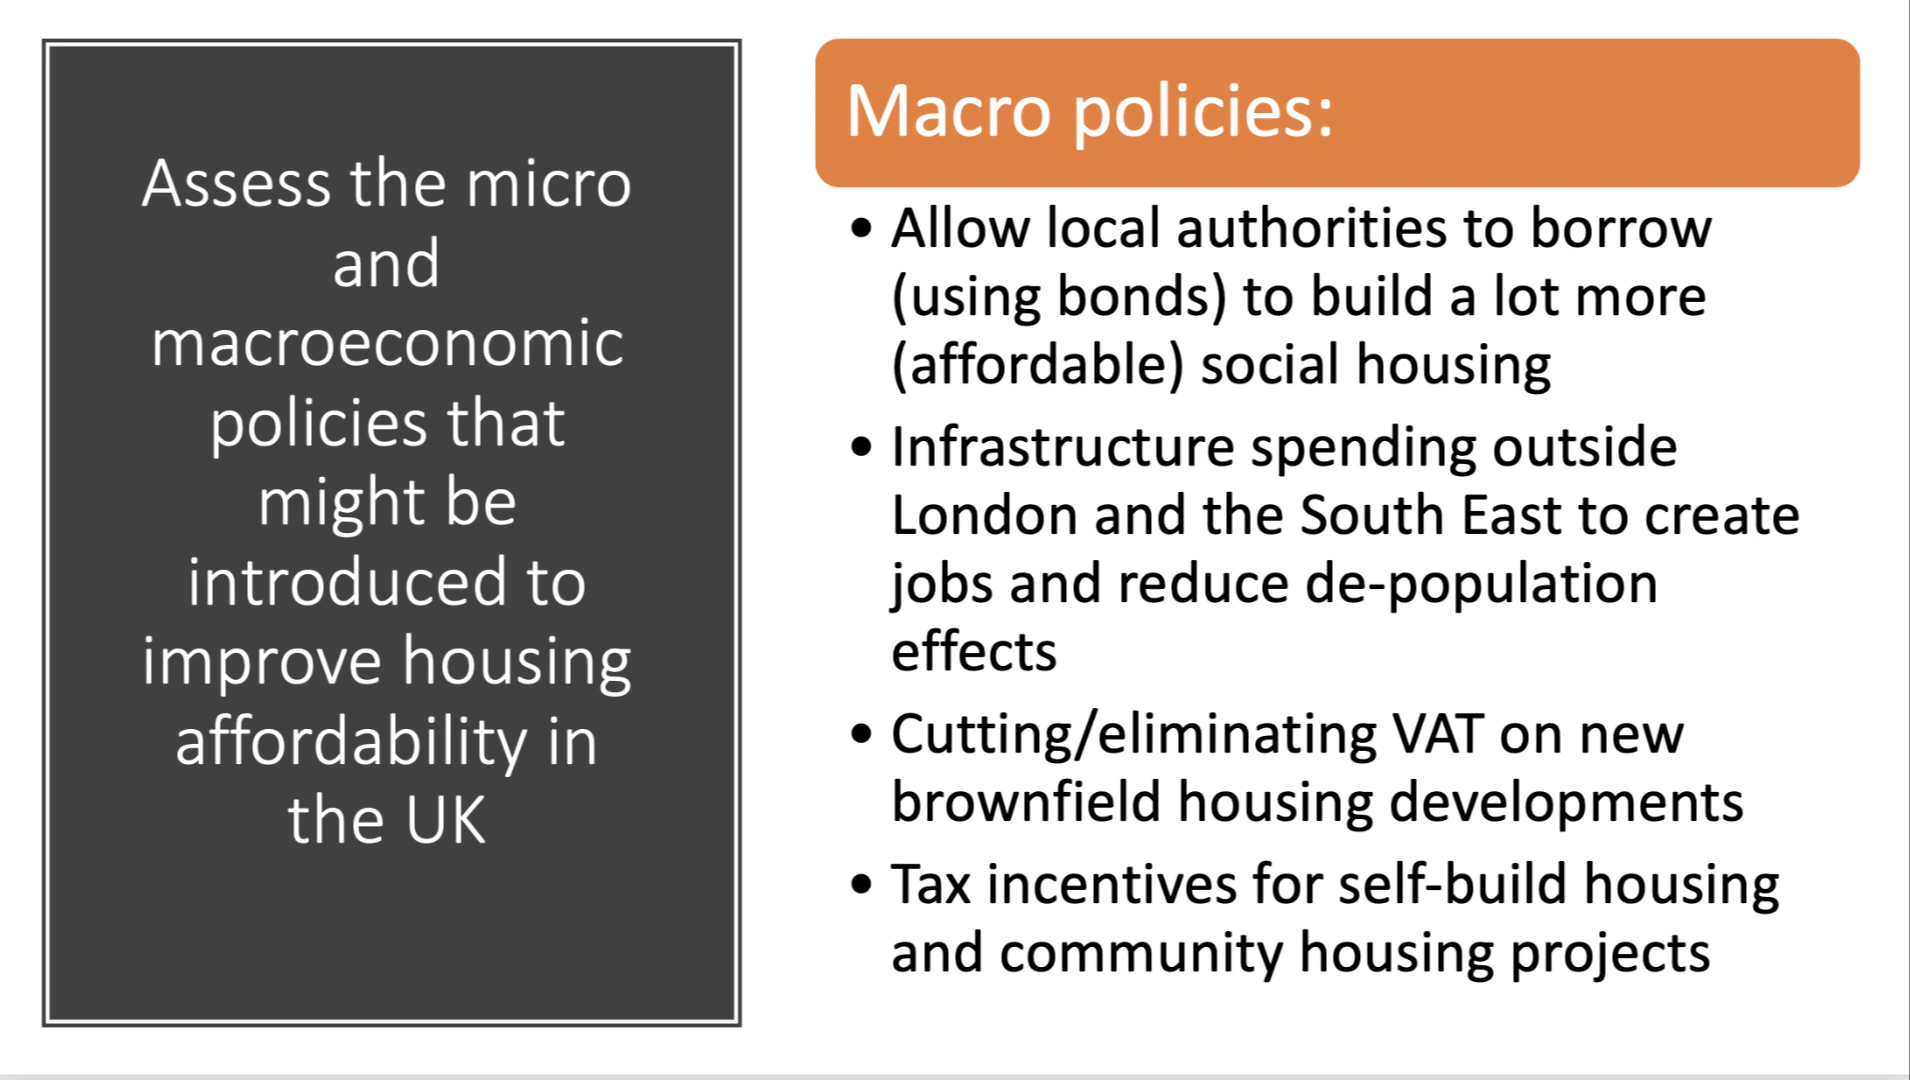 Assess the micro
and
macroeconomic
policies that
might be
introduced to
improve housing
affordability in
the UK
Macro policies:
• Allow local authorities to borrow
(using bonds) to build a lot more
(affordable) social housing
• Infrastructure spending outside
London and the South East to create
jobs and reduce de-population
effects
• Cutting/eliminating VAT on new
brownfield housing developments
• Tax incentives for self-build housing
and community housing projects